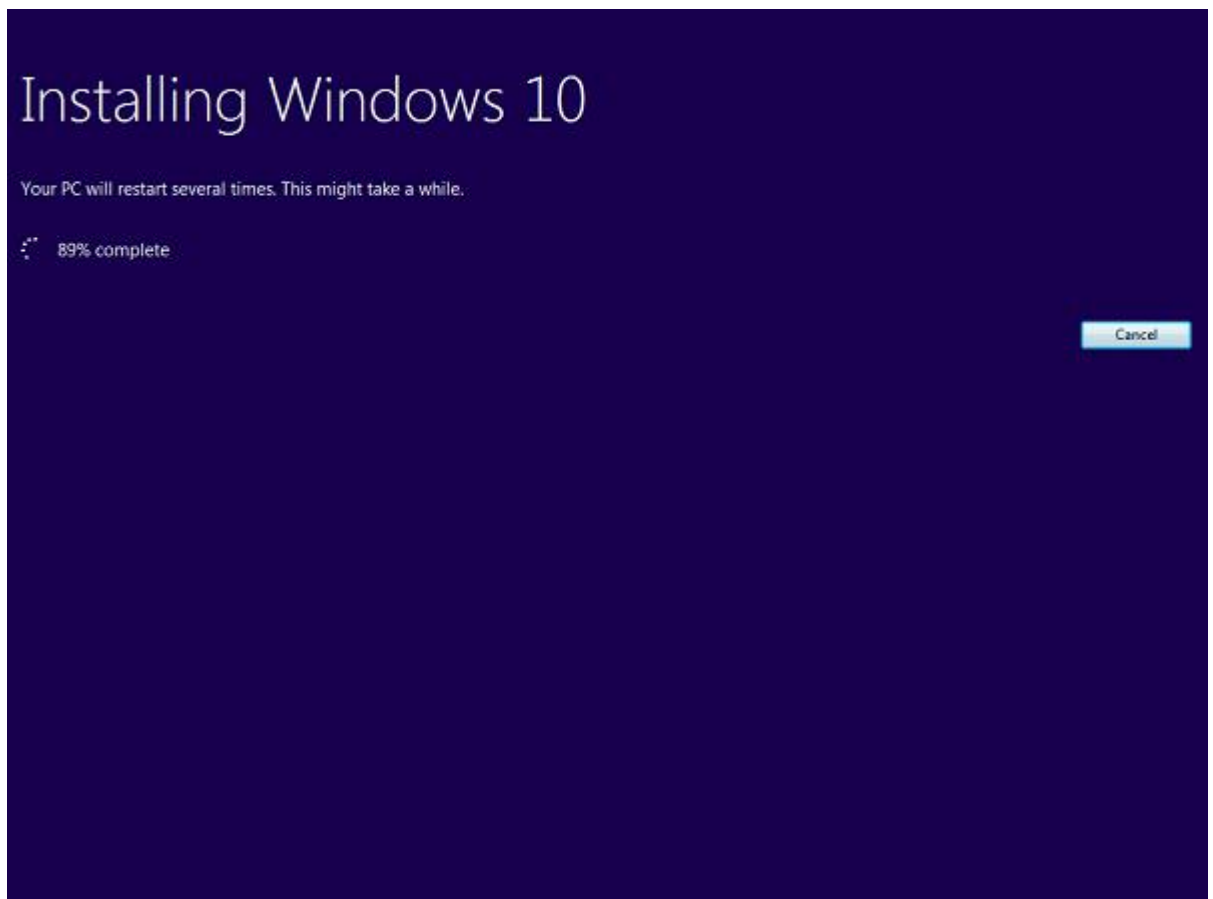 Installing Windows 10
Your PC will restart several times. This might take a while.
89% complete
Cancel